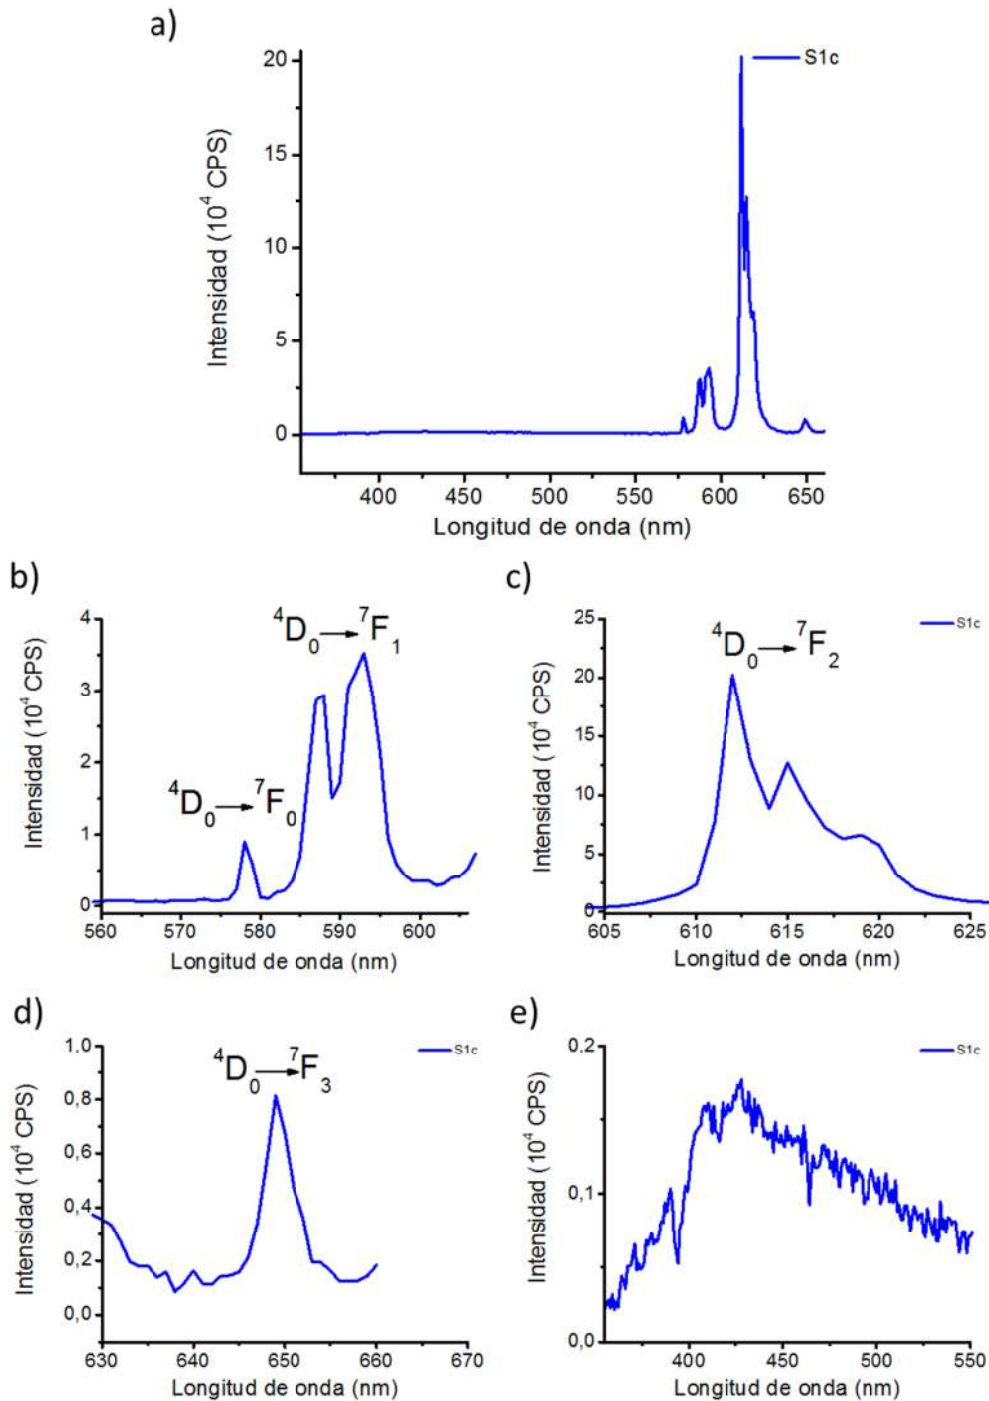 a)
S1c
20
15
10
5
0
Intensidad (10⁴ CPS)
400 450 500 550 600 650
Longitud de onda (nm)
b)
⁴D₀→⁷F₁
⁴D₀→⁷F₀
4
3
2
1
0
Intensidad (10⁴ CPS)
560 570 580 590 600
Longitud de onda (nm)
c)
S1c
⁴D₀→⁷F₂
25
20
15
10
5
0
Intensidad (10⁴ CPS)
605 610 615 620 625
Longitud de onda (nm)
d)
S1c
⁴D₀→⁷F₃
1,0
0,8
0,6
0,4
0,2
0,0
Intensidad (10⁴ CPS)
630 640 650 660 670
Longitud de onda (nm)
e)
S1c
0,2
0,1
0,0
Intensidad (10⁴ CPS)
400 450 500 550
Longitud de onda (nm)